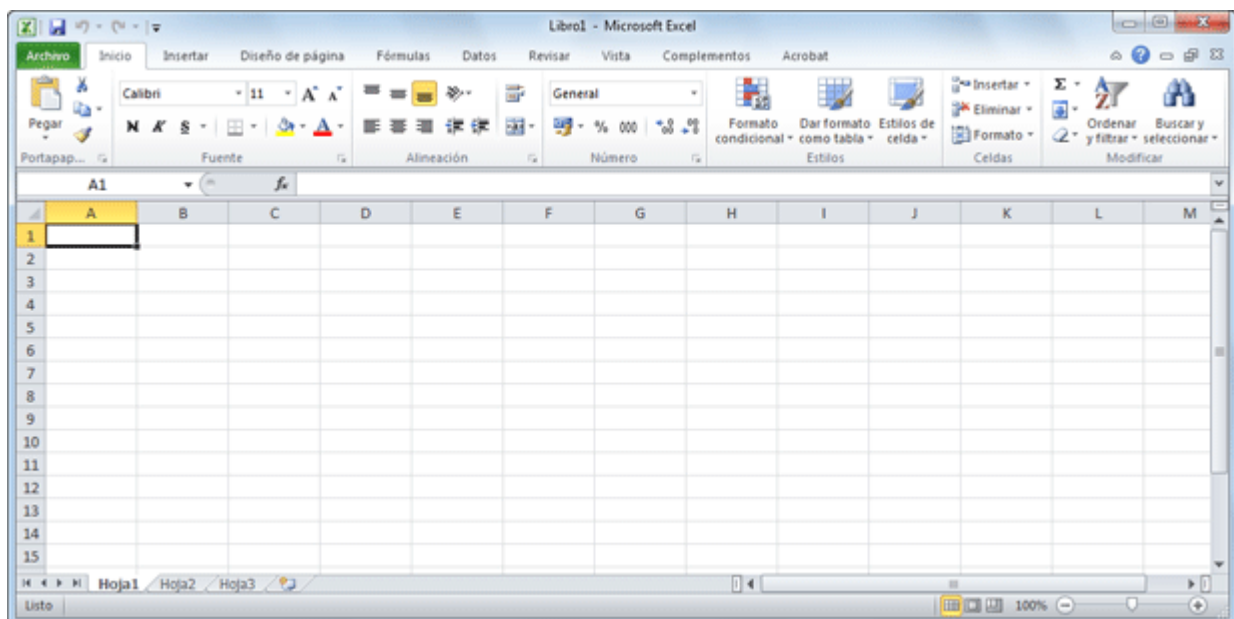 Libro1 - Microsoft Excel
Archivo Inicio Insertar Diseño de página Fórmulas Datos Revisar Vista Complementos Acrobat
Pegar
Calibri 11
N K S
A A
A
General
% 000
Formato condicional
Dar formato como tabla
Estilos de celda
Insertar
Eliminar
Formato
Σ
Ordenar y filtrar
Buscar y seleccionar
Portapap... Fuente Alineación Número Estilos Celdas Modificar
A1 fx
A B C D E F G H I J K L M
1
2
3
4
5
6
7
8
9
10
11
12
13
14
15
Hoja1 Hoja2 Hoja3
Listo 100%